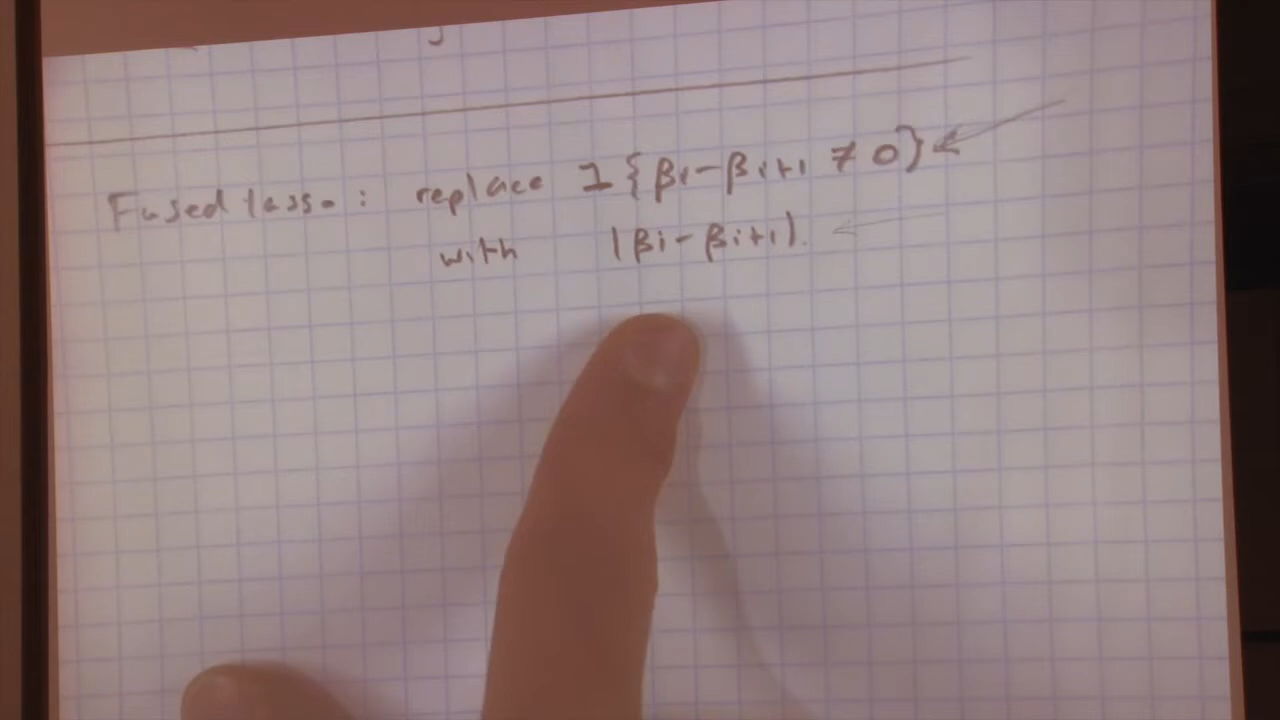 Fused lasso: replace 1{βi-βi+1 ≠ 0}
with |βi-βi+1|.